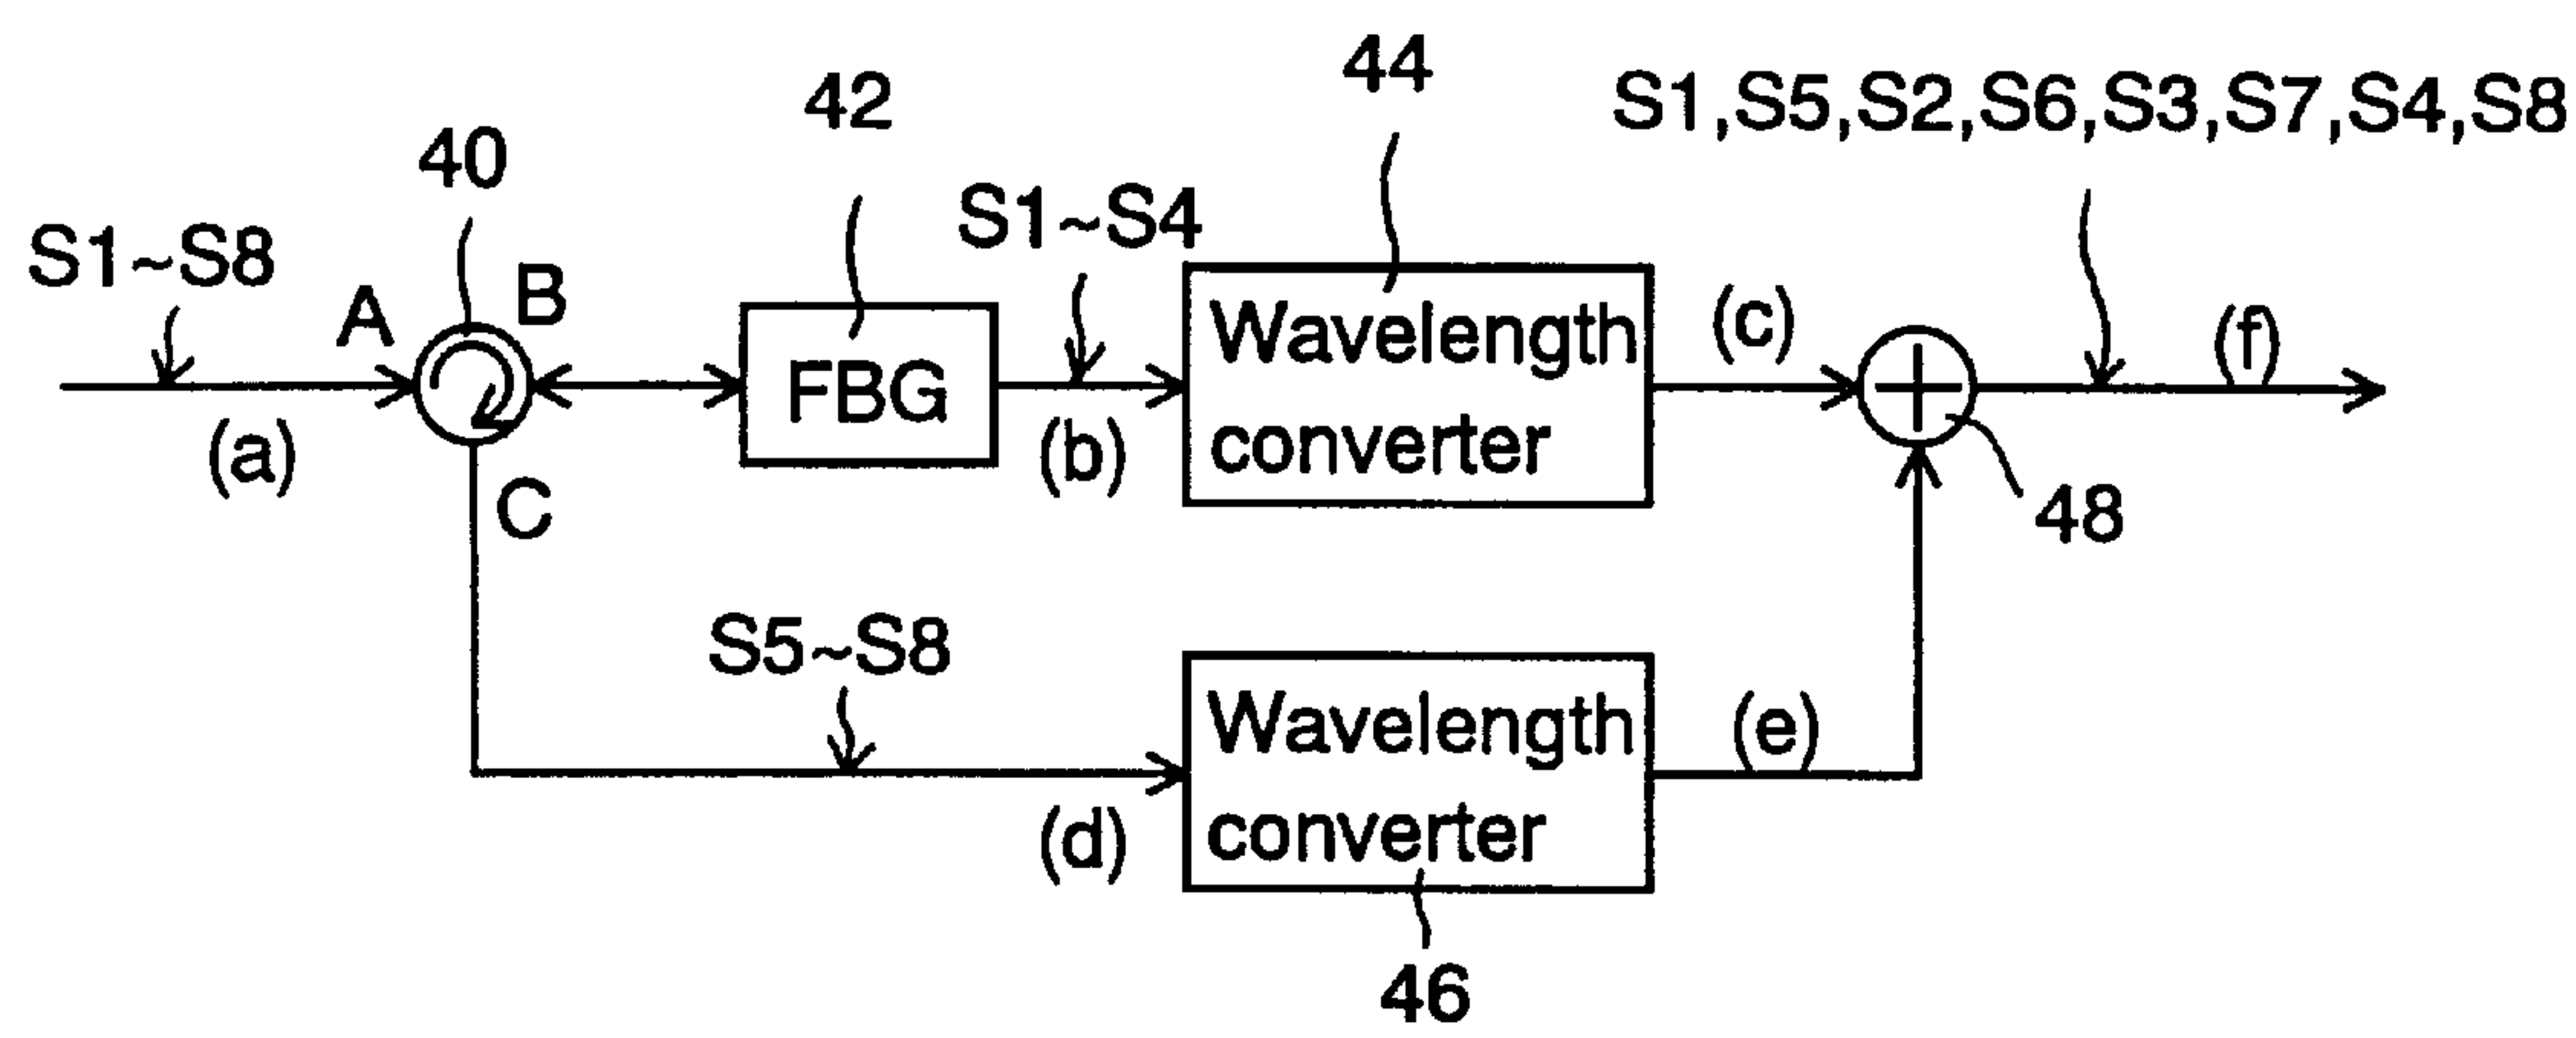 44
S1,S5,S2,S6,S3,S7,S4,S8
42
40
S1~S4
S1~S8
A
B
(c)
(f)
Wavelength
converter
FBG
(a)
(b)
C
48
S5~S8
Wavelength
converter
(e)
(d)
46